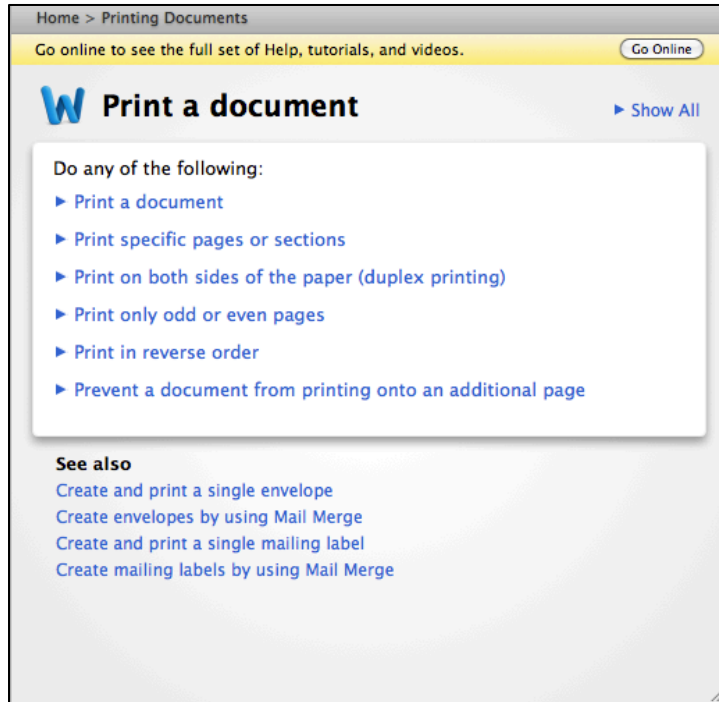 Home > Printing Documents
Go online to see the full set of Help, tutorials, and videos.
Go Online
Print a document
Show All
Do any of the following:
Print a document
Print specific pages or sections
Print on both sides of the paper (duplex printing)
Print only odd or even pages
Print in reverse order
Prevent a document from printing onto an additional page
See also
Create and print a single envelope
Create envelopes by using Mail Merge
Create and print a single mailing label
Create mailing labels by using Mail Merge